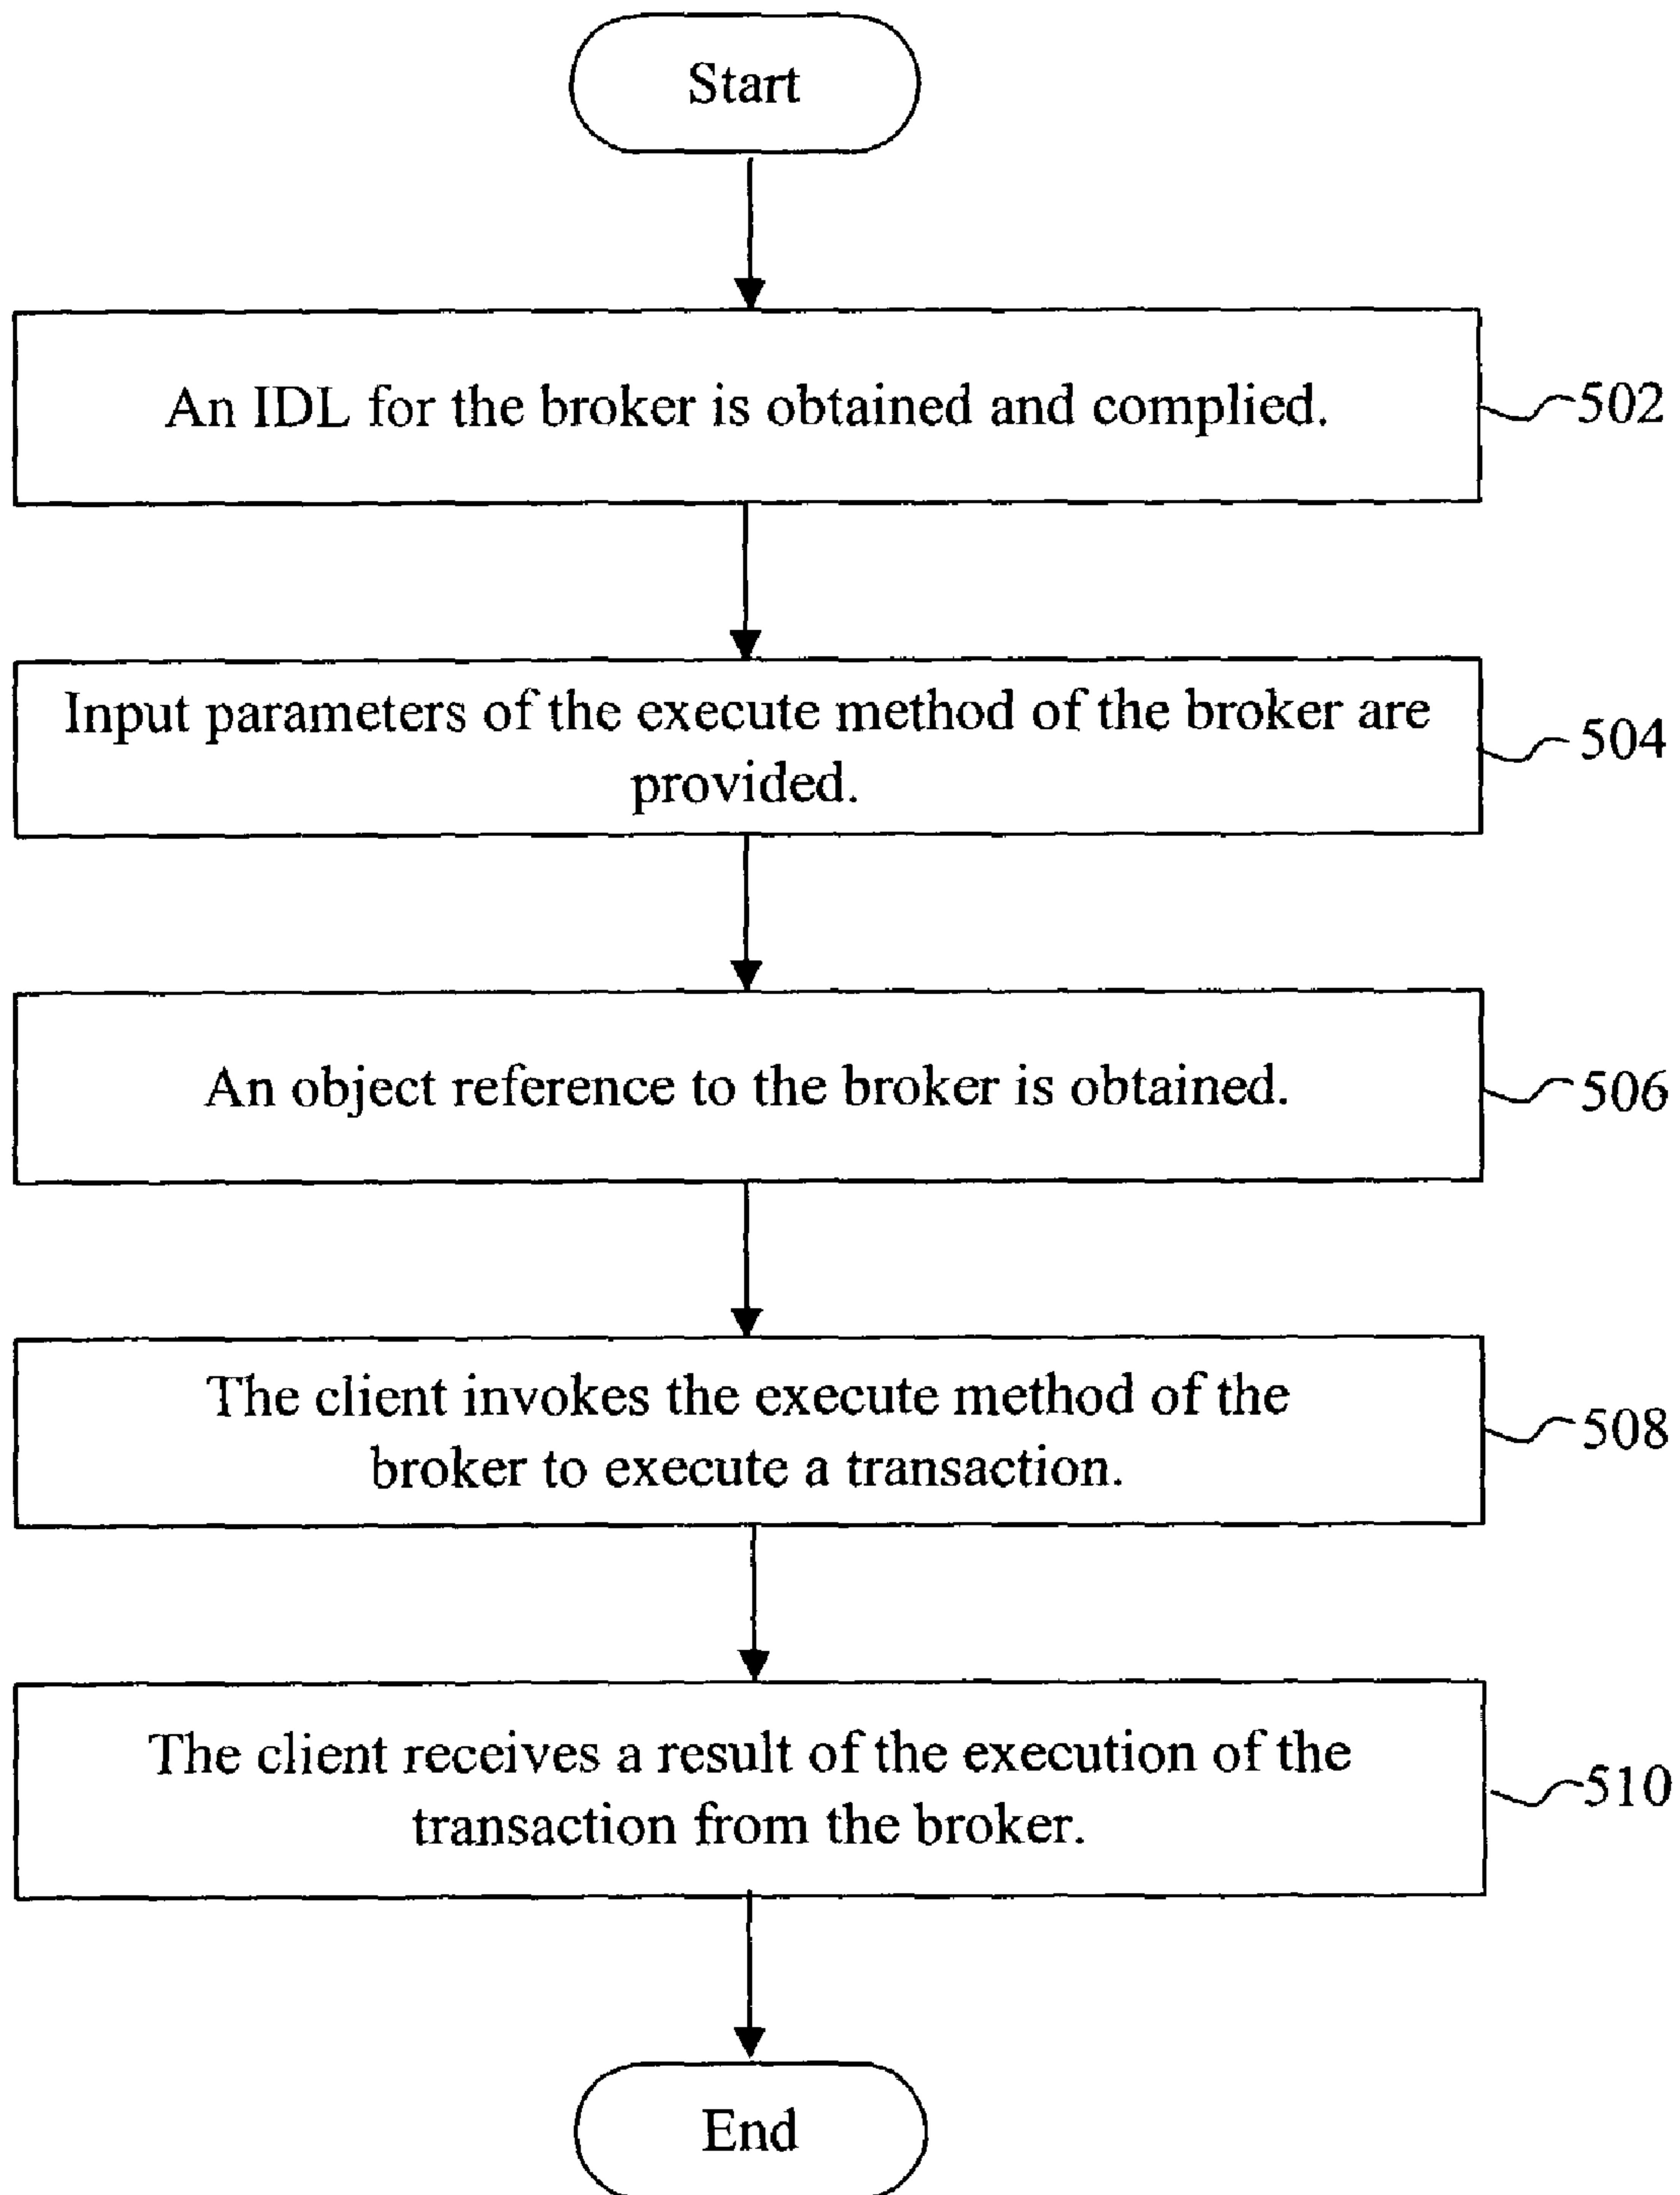 Start
An IDL for the broker is obtained and complied.
502
Input parameters of the execute method of the broker are
provided.
504
An object reference to the broker is obtained.
506
The client invokes the execute method of the
broker to execute a transaction.
508
The client receives a result of the execution of the
transaction from the broker.
510
End